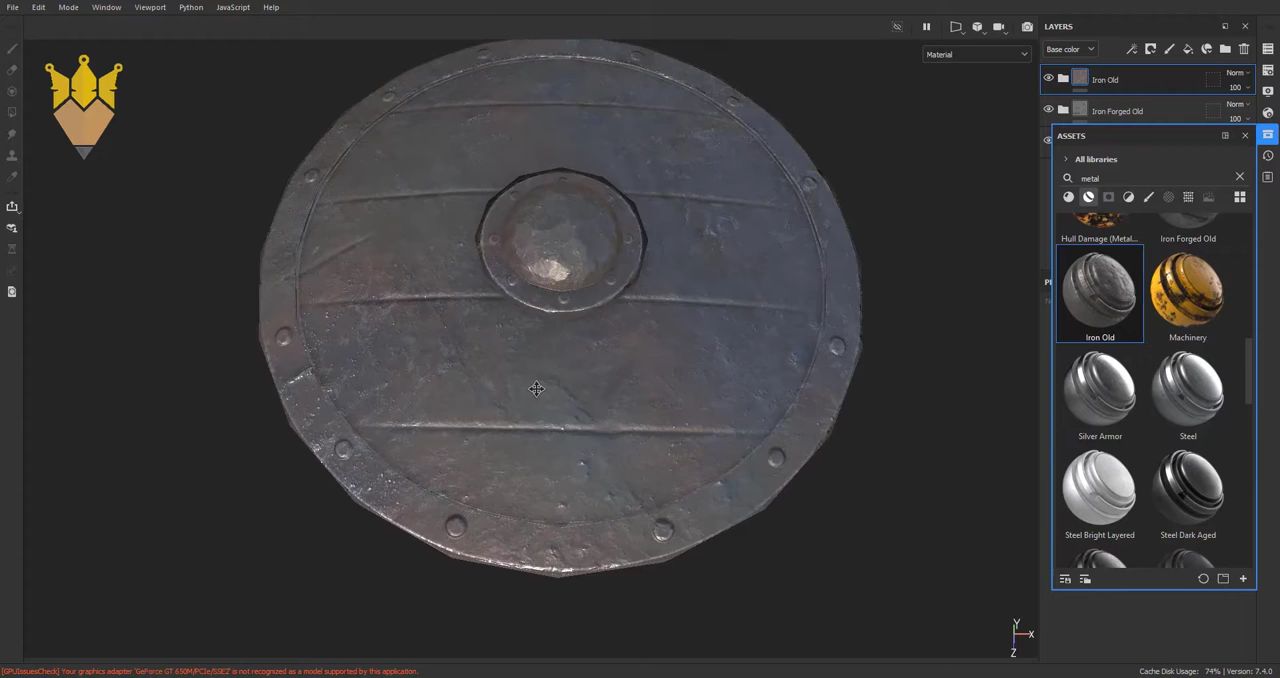 File Edit Mode Window Viewport Python JavaScript Help
LAYERS
Material
Base color
Norm
Iron Old
100
Norm
Iron Forged Old
100
ASSETS
All libraries
metal
Hull Damage (Metal... Iron Forged Old
Iron Old Machinery
Silver Armor Steel
Steel Bright Layered Steel Dark Aged
Y
X
Z
[GPUIssuesCheck] Your graphics adapter 'GeForce GT 650M/PCIe/SSE2' is not recognized as a model supported by this application.
Cache Disk Usage: 74% | Version: 7.4.0